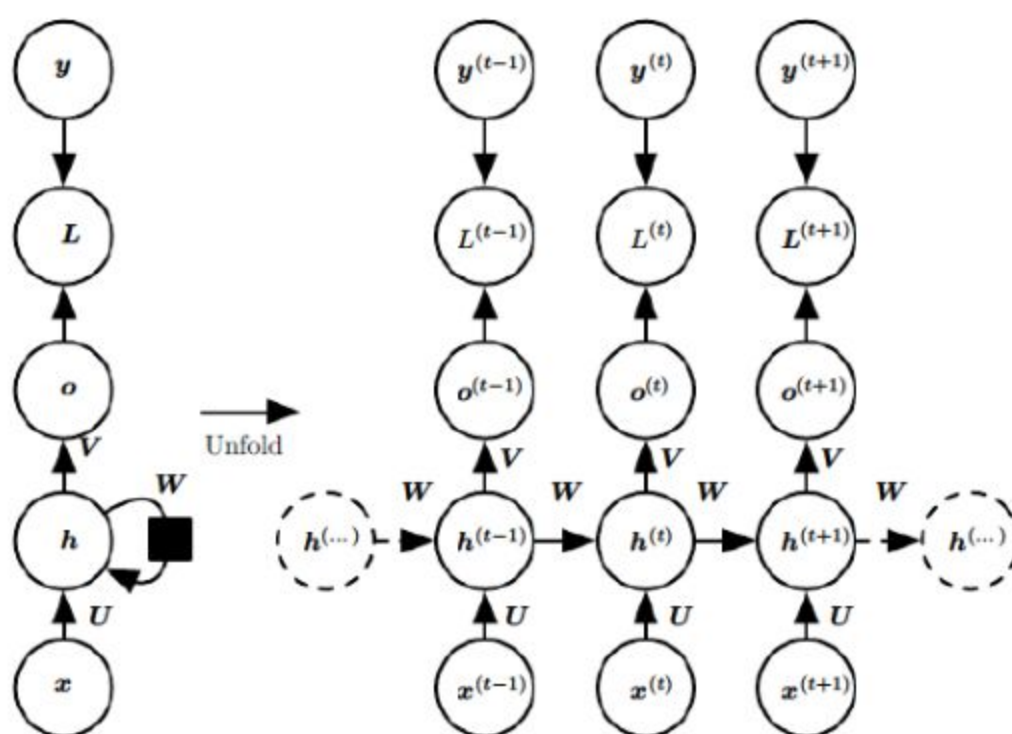 y y^(t−1) y^(t) y^(t+1)
L L^(t−1) L^(t) L^(t+1)
o o^(t−1) o^(t) o^(t+1)
Unfold
V V V V
W W W W W
h h^(...) h^(t−1) h^(t) h^(t+1) h^(...)
U U U U
x x^(t−1) x^(t) x^(t+1)